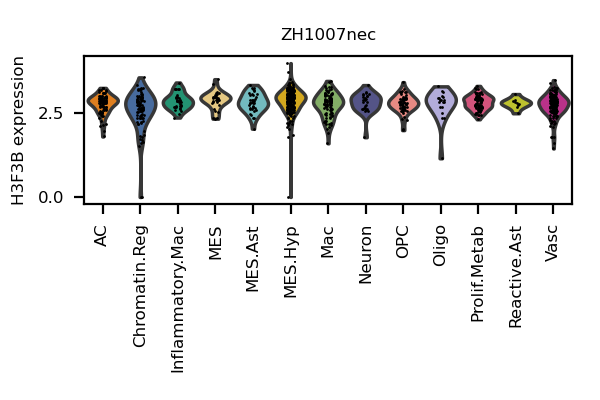 ZH1007nec
H3F3B expression
2.5
0.0
AC
Chromatin.Reg
Inflammatory.Mac
MES
MES.Ast
MES.Hyp
Mac
Neuron
OPC
Oligo
Prolif.Metab
Reactive.Ast
Vasc